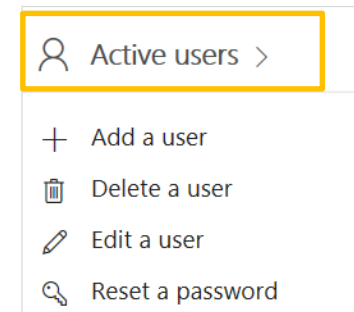 Active users >
Add a user
Delete a user
Edit a user
Reset a password